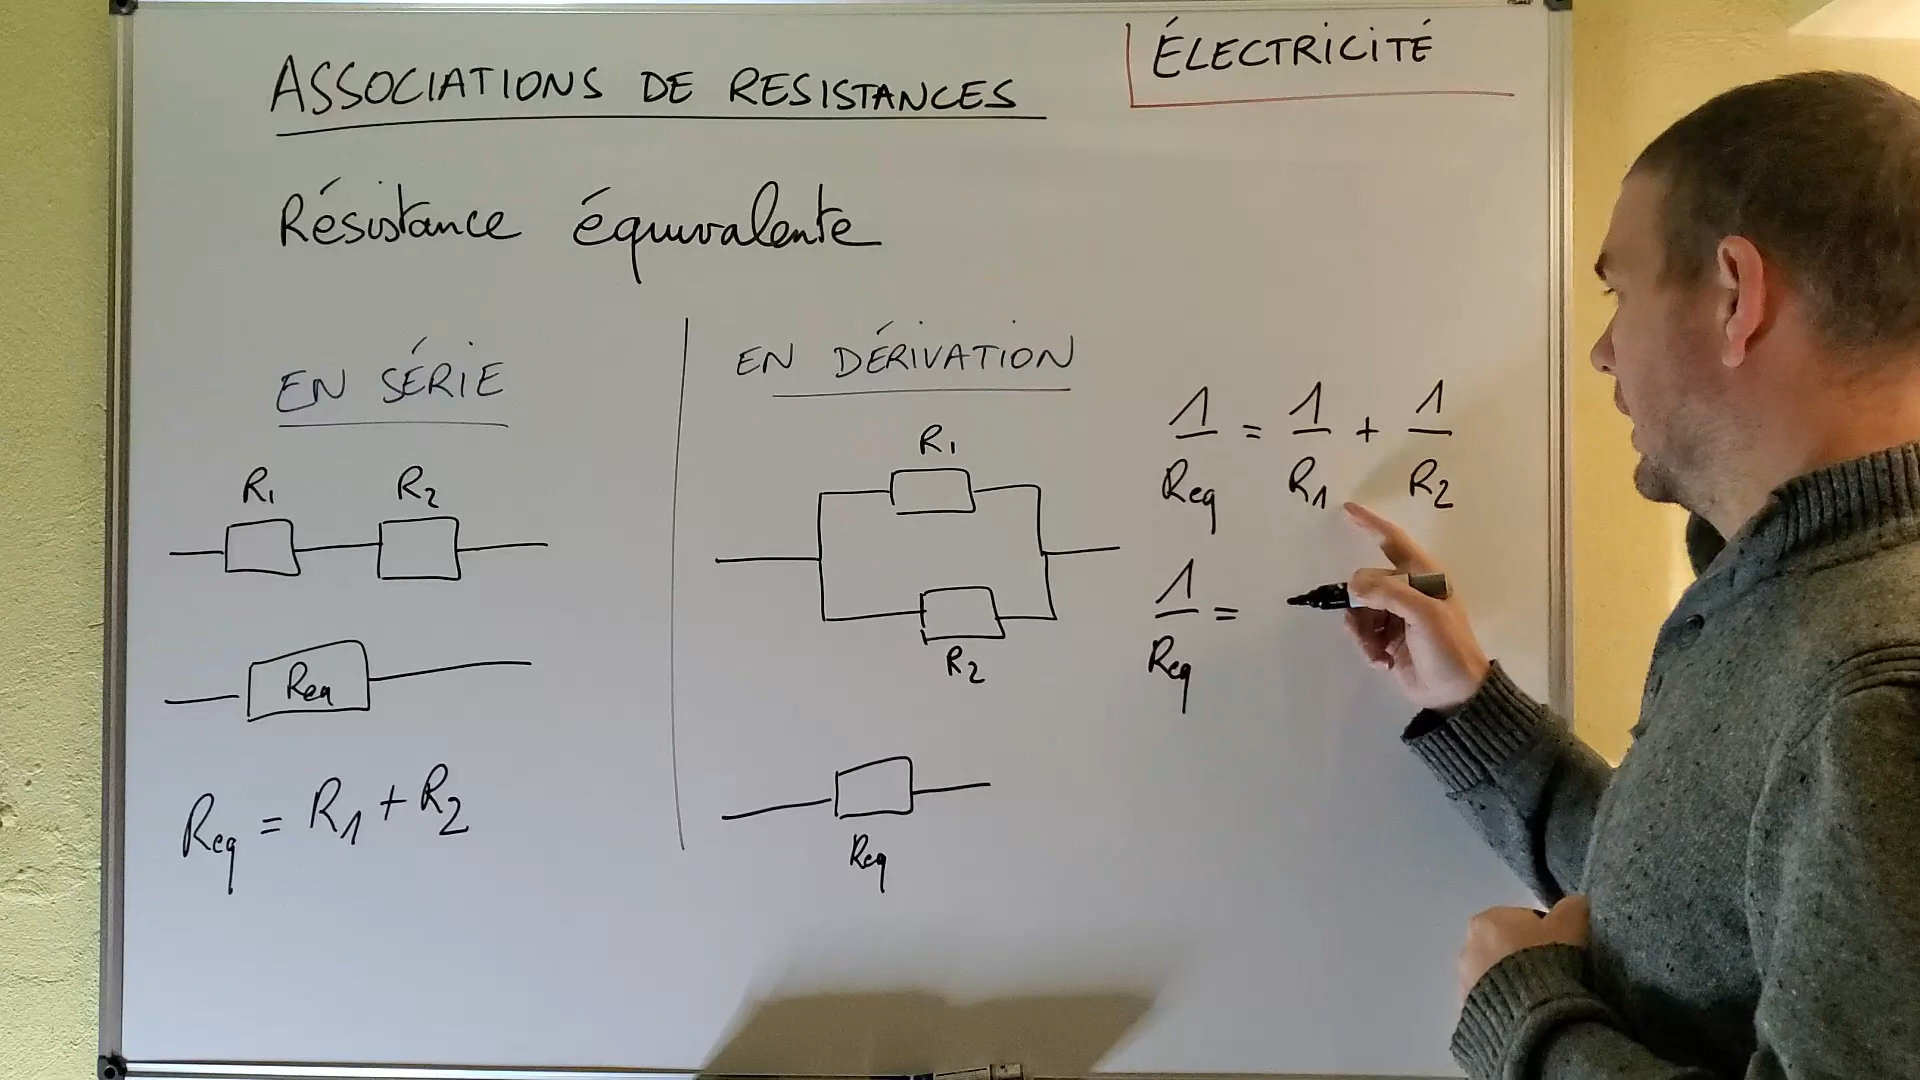 ASSOCIATIONS DE RESISTANCES
ÉLECTRICITÉ
Résistance équivalente
EN SÉRIE
R1 R2
Req
Req = R1 + R2
EN DÉRIVATION
R1
R2
Req
1/Req = 1/R1 + 1/R2
1/Req =